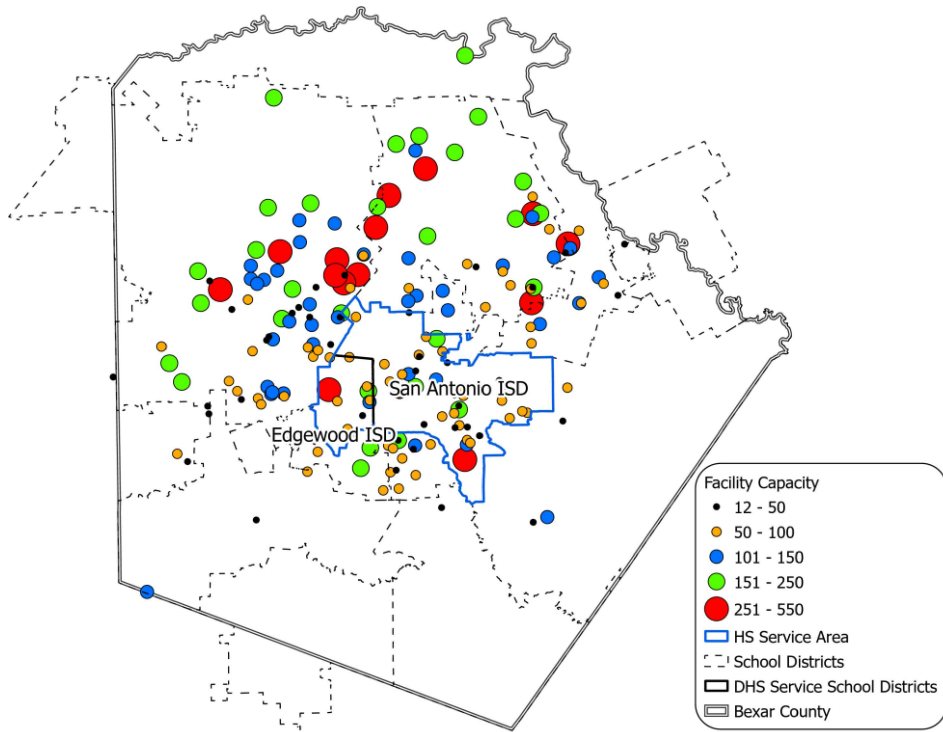 San Antonio ISD
Edgewood ISD
Facility Capacity
12 - 50
50 - 100
101 - 150
151 - 250
251 - 550
HS Service Area
School Districts
DHS Service School Districts
Bexar County